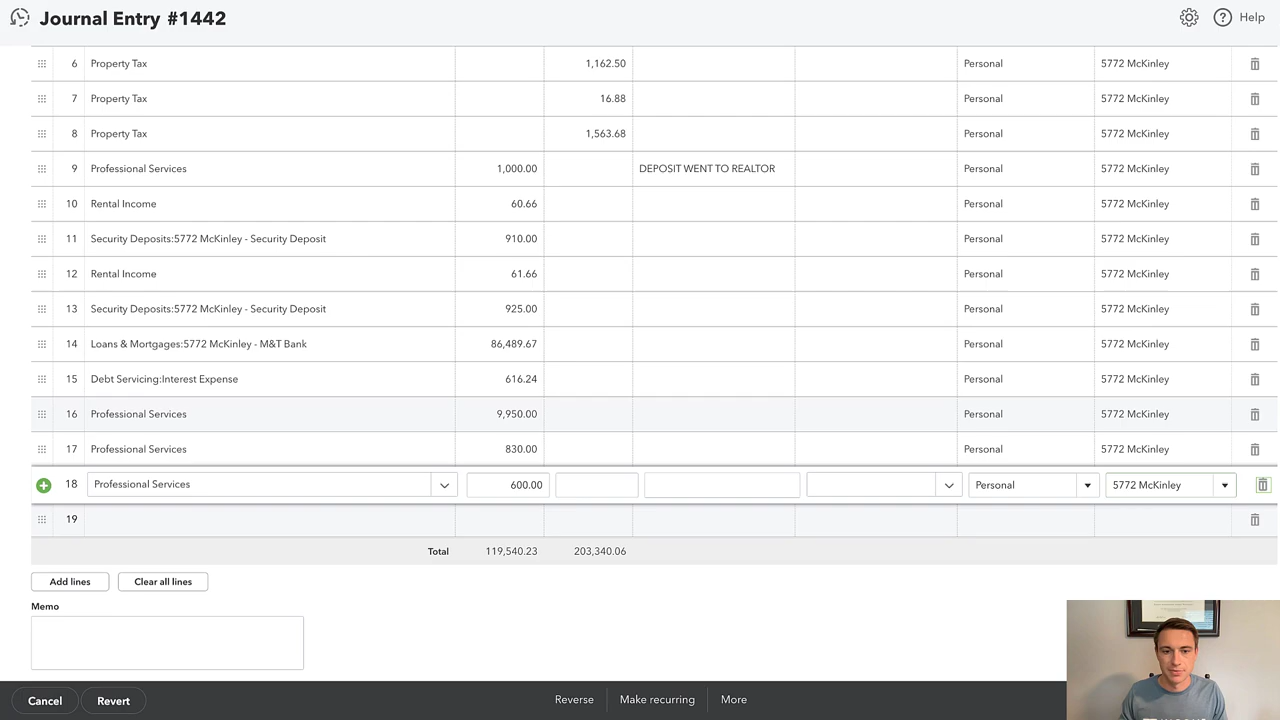 Journal Entry #1442
Help
6 Property Tax 1,162.50 Personal 5772 McKinley
7 Property Tax 16.88 Personal 5772 McKinley
8 Property Tax 1,563.68 Personal 5772 McKinley
9 Professional Services 1,000.00 DEPOSIT WENT TO REALTOR Personal 5772 McKinley
10 Rental Income 60.66 Personal 5772 McKinley
11 Security Deposits:5772 McKinley - Security Deposit 910.00 Personal 5772 McKinley
12 Rental Income 61.66 Personal 5772 McKinley
13 Security Deposits:5772 McKinley - Security Deposit 925.00 Personal 5772 McKinley
14 Loans & Mortgages:5772 McKinley - M&T Bank 86,489.67 Personal 5772 McKinley
15 Debt Servicing:Interest Expense 616.24 Personal 5772 McKinley
16 Professional Services 9,950.00 Personal 5772 McKinley
17 Professional Services 830.00 Personal 5772 McKinley
18 Professional Services 600.00 Personal 5772 McKinley
19
Total 119,540.23 203,340.06
Add lines Clear all lines
Memo
Cancel Revert Reverse Make recurring More